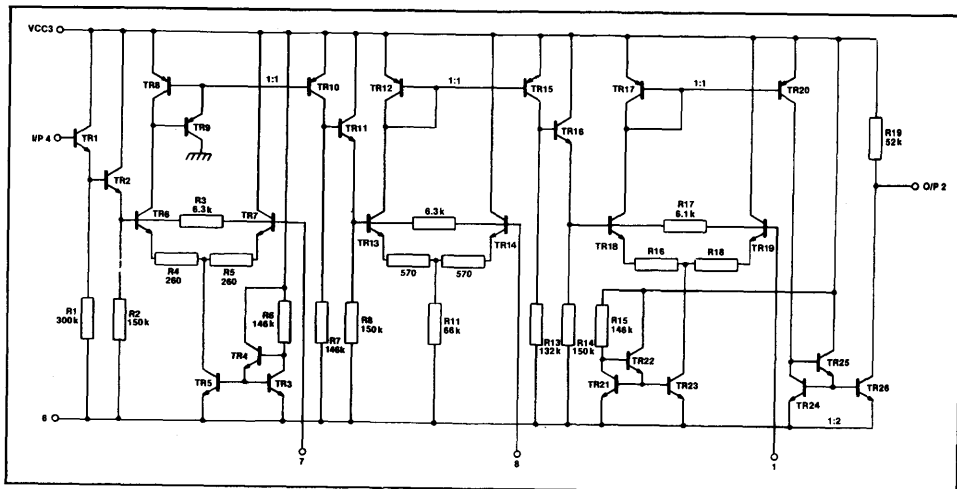 VCC3
TR8
1:1
TR10
TR12
1:1
TR15
TR17
1:1
TR20
I/P 4
TR1
TR9
TR11
TR16
R19
52k
O/P 2
TR2
TR6
R3
6.3k
TR7
6.3k
R17
6.1k
TR13
TR14
TR18
TR19
R4
260
R5
260
570
570
R16
R18
R1
300k
R2
150k
R6
146k
R7
146k
R8
150k
R11
66k
R13
132k
R14
150k
R15
146k
TR4
TR22
TR25
TR5
TR3
TR21
TR23
TR24
TR26
6
1:2
7
8
1